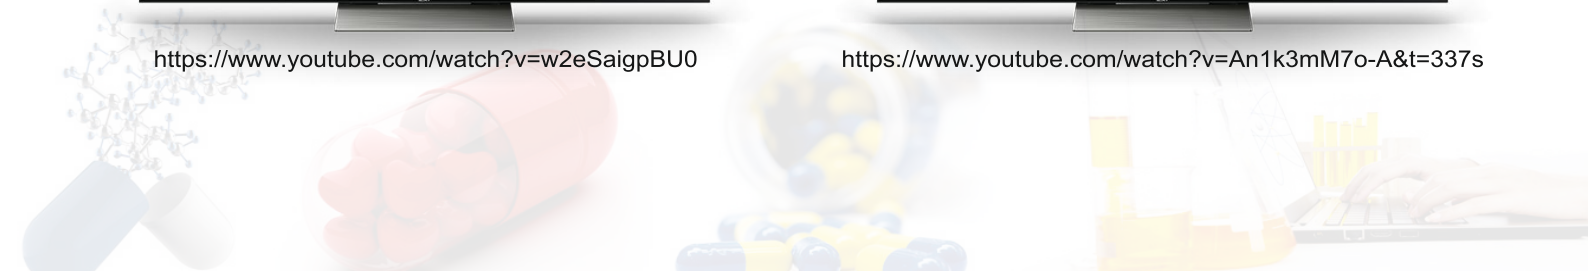 https://www.youtube.com/watch?v=w2eSaigpBU0
https://www.youtube.com/watch?v=An1k3mM7o-A&t=337s